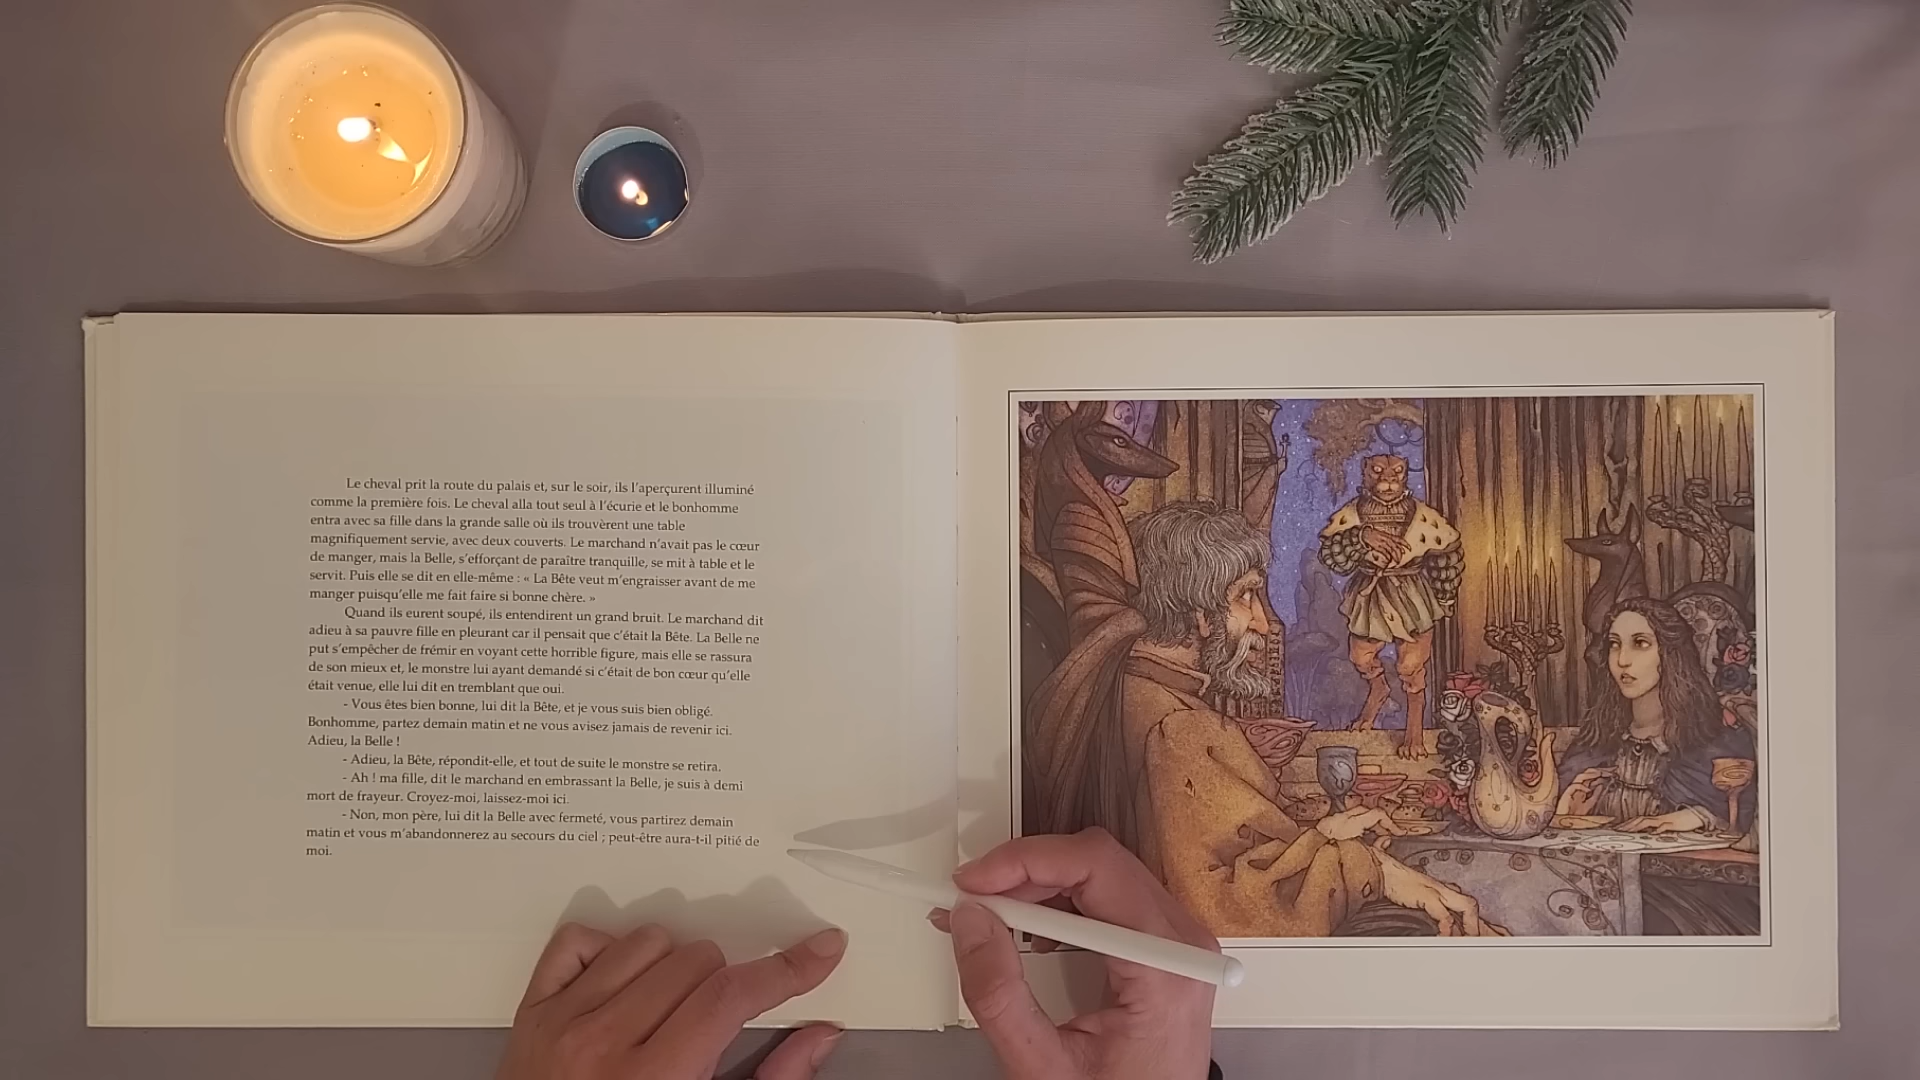 Le cheval prit la route du palais et, sur le soir, ils l'aperçurent illuminé
comme la première fois. Le cheval alla tout seul à l'écurie et le bonhomme
entra avec sa fille dans la grande salle où ils trouvèrent une table
magnifiquement servie, avec deux couverts. Le marchand n'avait pas le cœur
de manger, mais la Belle, s'efforçant de paraître tranquille, se mit à table et le
servit. Puis elle se dit en elle-même : « La Bête veut m'engraisser avant de me
manger puisqu'elle me fait faire si bonne chère. »
Quand ils eurent soupé, ils entendirent un grand bruit. Le marchand dit
adieu à sa pauvre fille en pleurant car il pensait que c'était la Bête. La Belle ne
put s'empêcher de frémir en voyant cette horrible figure, mais elle se rassura
de son mieux et, le monstre lui ayant demandé si c'était de bon cœur qu'elle
était venue, elle lui dit en tremblant que oui.
- Vous êtes bien bonne, lui dit la Bête, et je vous suis bien obligé.
Bonhomme, partez demain matin et ne vous avisez jamais de revenir ici.
Adieu, la Belle !
- Adieu, la Bête, répondit-elle, et tout de suite le monstre se retira.
- Ah ! ma fille, dit le marchand en embrassant la Belle, je suis à demi
mort de frayeur. Croyez-moi, laissez-moi ici.
- Non, mon père, lui dit la Belle avec fermeté, vous partirez demain
matin et vous m'abandonnerez au secours du ciel ; peut-être aura-t-il pitié de
moi.